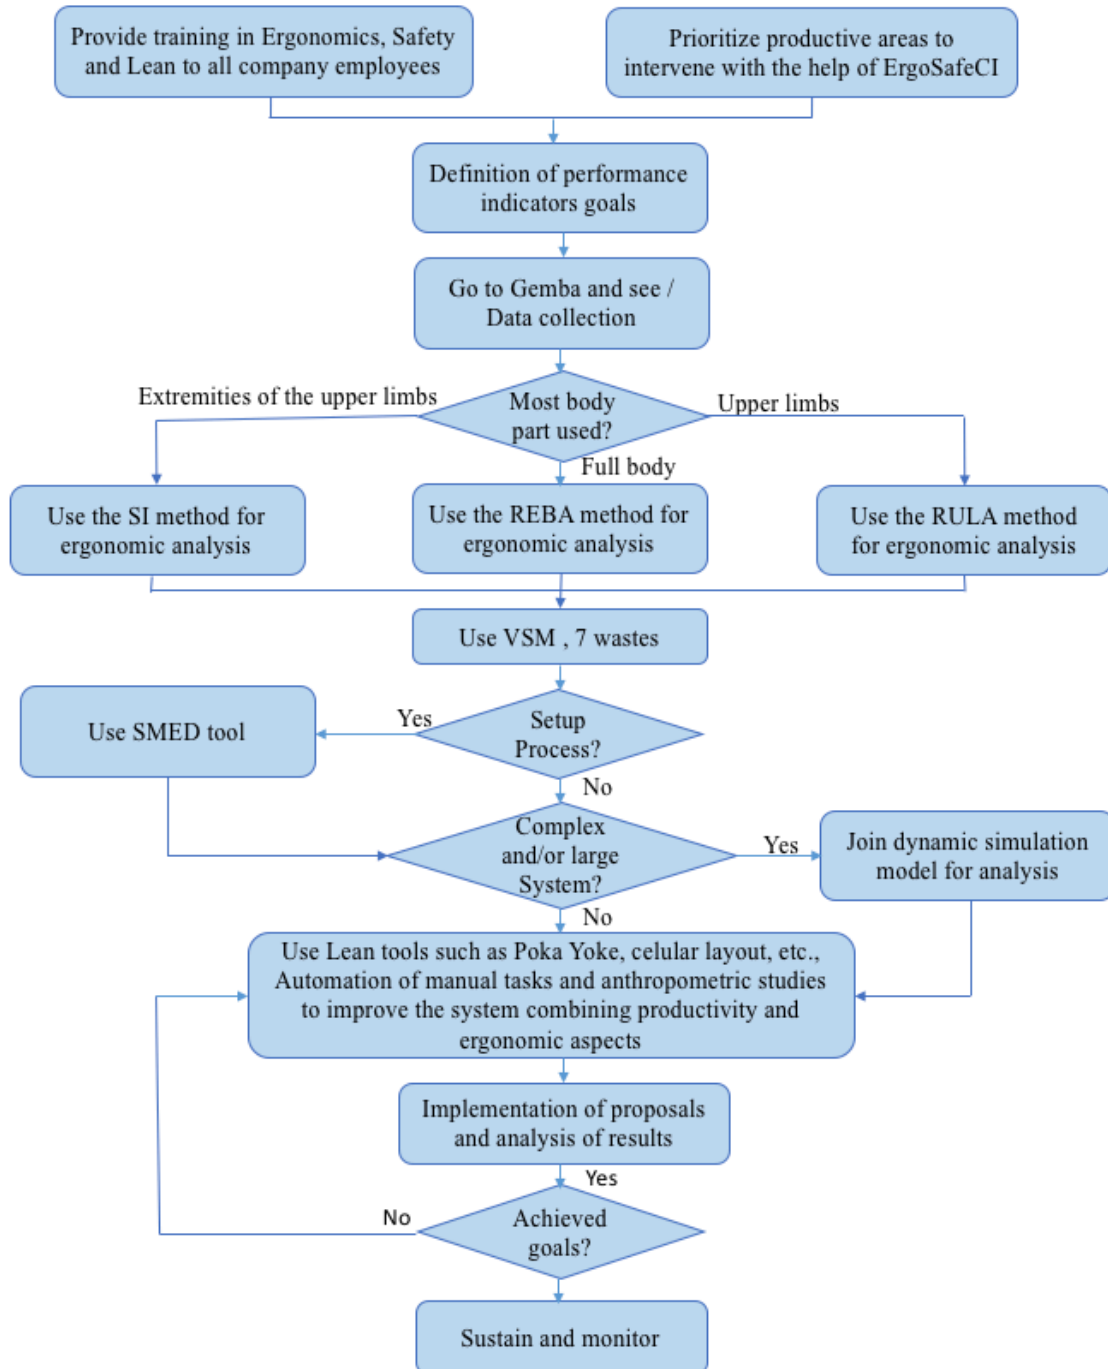 Provide training in Ergonomics, Safety
and Lean to all company employees
Prioritize productive areas to
intervene with the help of ErgoSafeCI
Definition of performance
indicators goals
Go to Gemba and see /
Data collection
Extremities of the upper limbs
Most body
part used?
Upper limbs
Full body
Use the SI method for
ergonomic analysis
Use the REBA method for
ergonomic analysis
Use the RULA method
for ergonomic analysis
Use VSM , 7 wastes
Use SMED tool
Yes
Setup
Process?
No
Complex
and/or large
System?
Yes
Join dynamic simulation
model for analysis
No
Use Lean tools such as Poka Yoke, celular layout, etc.,
Automation of manual tasks and anthropometric studies
to improve the system combining productivity and
ergonomic aspects
Implementation of proposals
and analysis of results
Yes
No
Achieved
goals?
Sustain and monitor